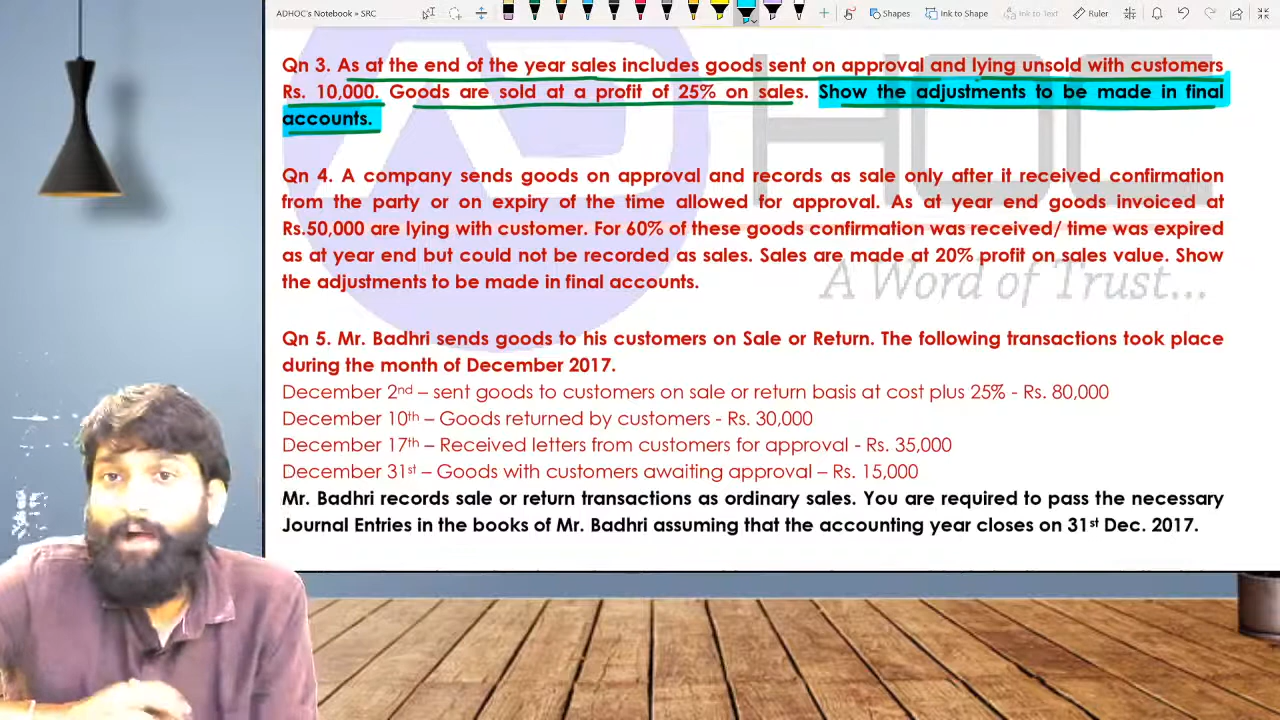 ADHOC's Notebook » SRC
Shapes
Ink to Shape
Ink to Text
Ruler
Qn 3. As at the end of the year sales includes goods sent on approval and lying unsold with customers
Rs. 10,000. Goods are sold at a profit of 25% on sales. Show the adjustments to be made in final
accounts.
Qn 4. A company sends goods on approval and records as sale only after it received confirmation
from the party or on expiry of the time allowed for approval. As at year end goods invoiced at
Rs.50,000 are lying with customer. For 60% of these goods confirmation was received/ time was expired
as at year end but could not be recorded as sales. Sales are made at 20% profit on sales value. Show
the adjustments to be made in final accounts.
Qn 5. Mr. Badhri sends goods to his customers on Sale or Return. The following transactions took place
during the month of December 2017.
December 2nd – sent goods to customers on sale or return basis at cost plus 25% - Rs. 80,000
December 10th – Goods returned by customers - Rs. 30,000
December 17th – Received letters from customers for approval - Rs. 35,000
December 31st – Goods with customers awaiting approval – Rs. 15,000
Mr. Badhri records sale or return transactions as ordinary sales. You are required to pass the necessary
Journal Entries in the books of Mr. Badhri assuming that the accounting year closes on 31st Dec. 2017.
ADHOC
A Word of Trust...